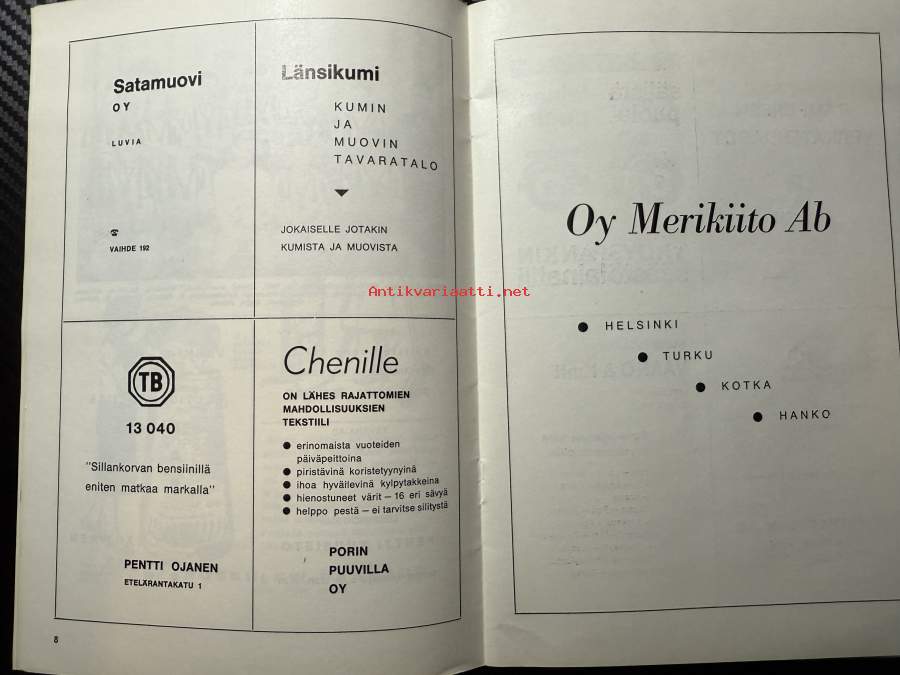 Satamuovi
OY
LUVIA
☎
VAIHDE 192
Länsikumi
KUMIN
JA
MUOVIN
TAVARATALO
JOKAISELLE JOTAKIN
KUMISTA JA MUOVISTA
TB
13 040
"Sillankorvan bensiinillä
eniten matkaa markalla"
PENTTI OJANEN
ETELÄRANTAKATU 1
Chenille
ON LÄHES RAJATTOMIEN
MAHDOLLISUUKSIEN
TEKSTIILI
● erinomaista vuoteiden
päiväpeittoina
● piristävinä koristetyynyinä
● ihoa hyväilevinä kylpytakkeina
● hienostuneet värit – 16 eri sävyä
● helppo pestä – ei tarvitse silitystä
PORIN
PUUVILLA
OY
8
Oy Merikiito Ab
● HELSINKI
● TURKU
● KOTKA
● HANKO
Antikvariaatti.net